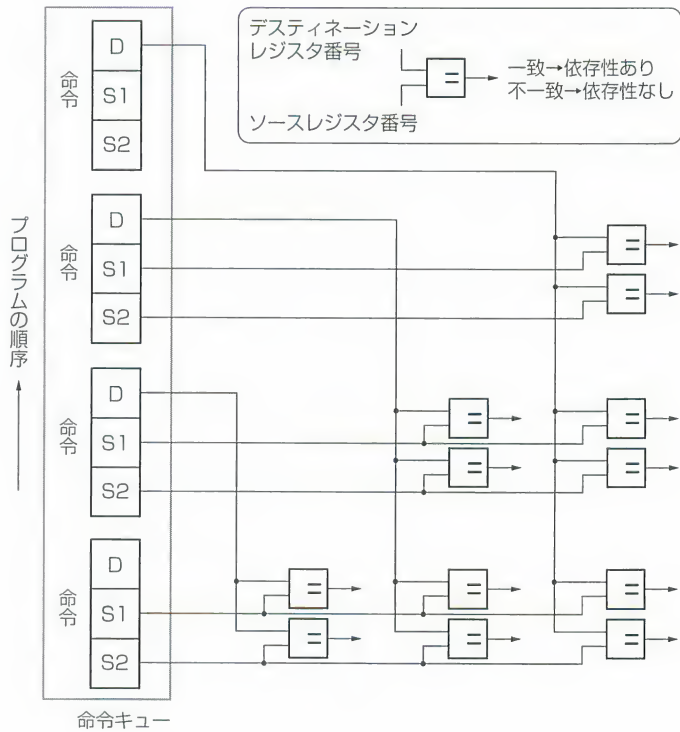 デスティネーション
レジスタ番号
=
一致→依存性あり
不一致→依存性なし
ソースレジスタ番号
プログラムの順序
命令
D
S1
S2
命令
D
S1
S2
=
=
命令
D
S1
S2
=
=
=
=
命令
D
S1
S2
=
=
=
=
=
=
命令キュー